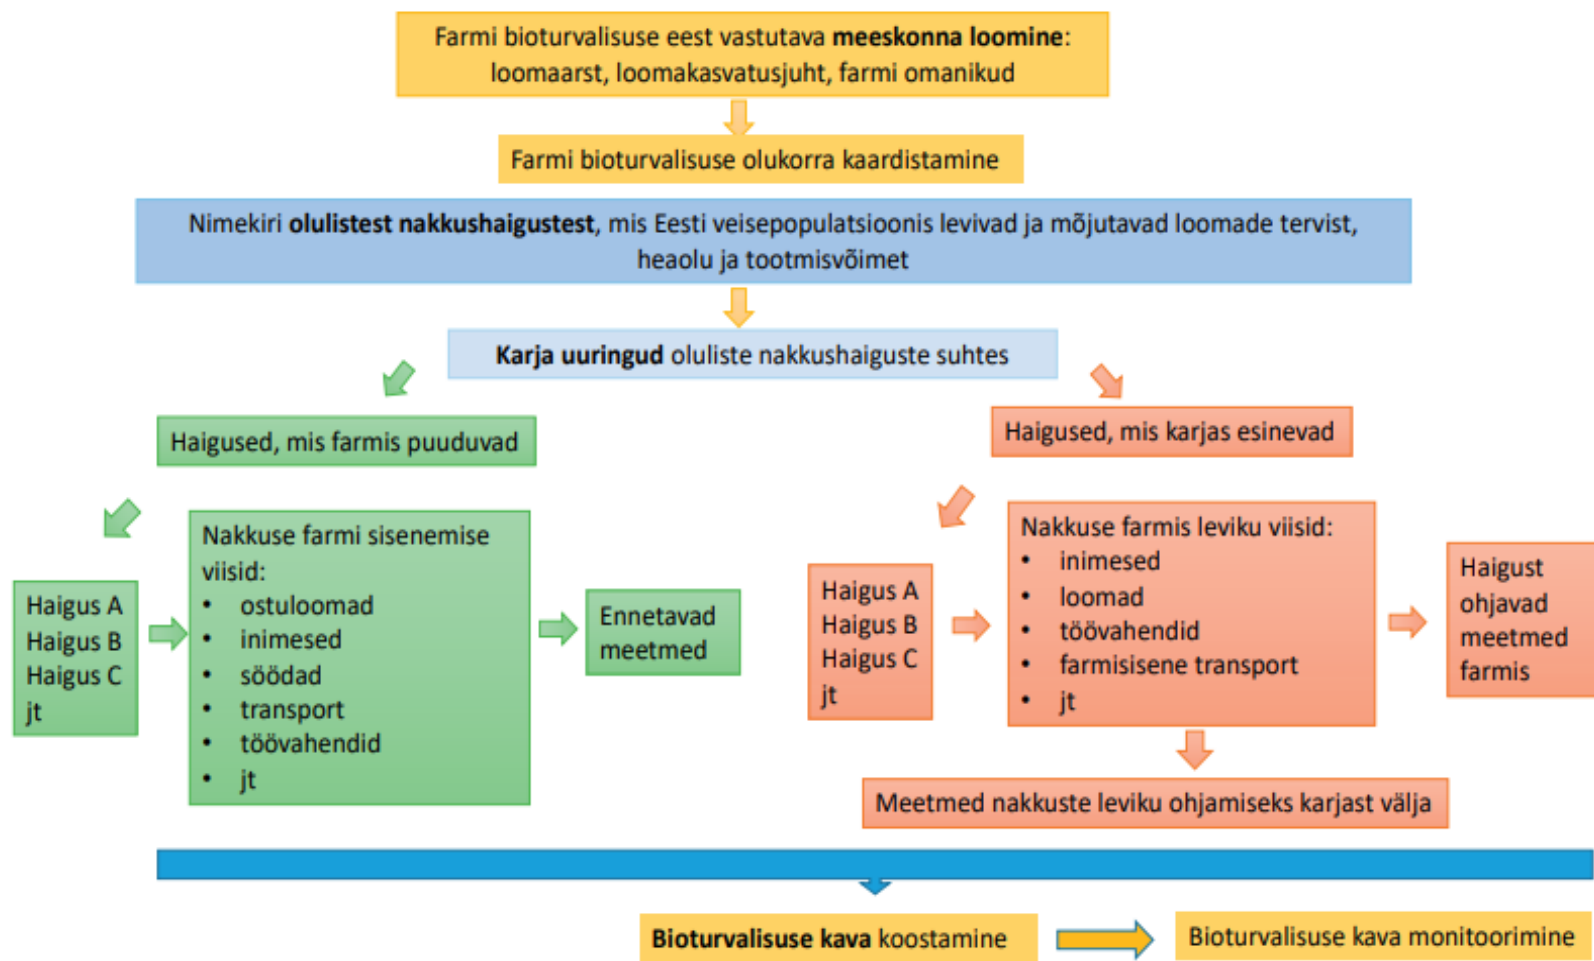 Farmi bioturvalisuse eest vastutava meeskonna loomine:
loomaarst, loomakasvatusjuht, farmi omanikud
Farmi bioturvalisuse olukorra kaardistamine
Nimekiri olulistest nakkushaigustest, mis Eesti veisepopulatsioonis levivad ja mõjutavad loomade tervist,
heaolu ja tootmisvõimet
Karja uuringud oluliste nakkushaiguste suhtes
Haigused, mis farmis puuduvad
Haigus A
Haigus B
Haigus C
jt
Nakkuse farmi sisenemise
viisid:
• ostuloomad
• inimesed
• söödad
• transport
• töövahendid
• jt
Ennetavad
meetmed
Haigused, mis karjas esinevad
Haigus A
Haigus B
Haigus C
jt
Nakkuse farmis leviku viisid:
• inimesed
• loomad
• töövahendid
• farmisisene transport
• jt
Haigust
ohjavad
meetmed
farmis
Meetmed nakkuste leviku ohjamiseks karjast välja
Bioturvalisuse kava koostamine
Bioturvalisuse kava monitoorimine